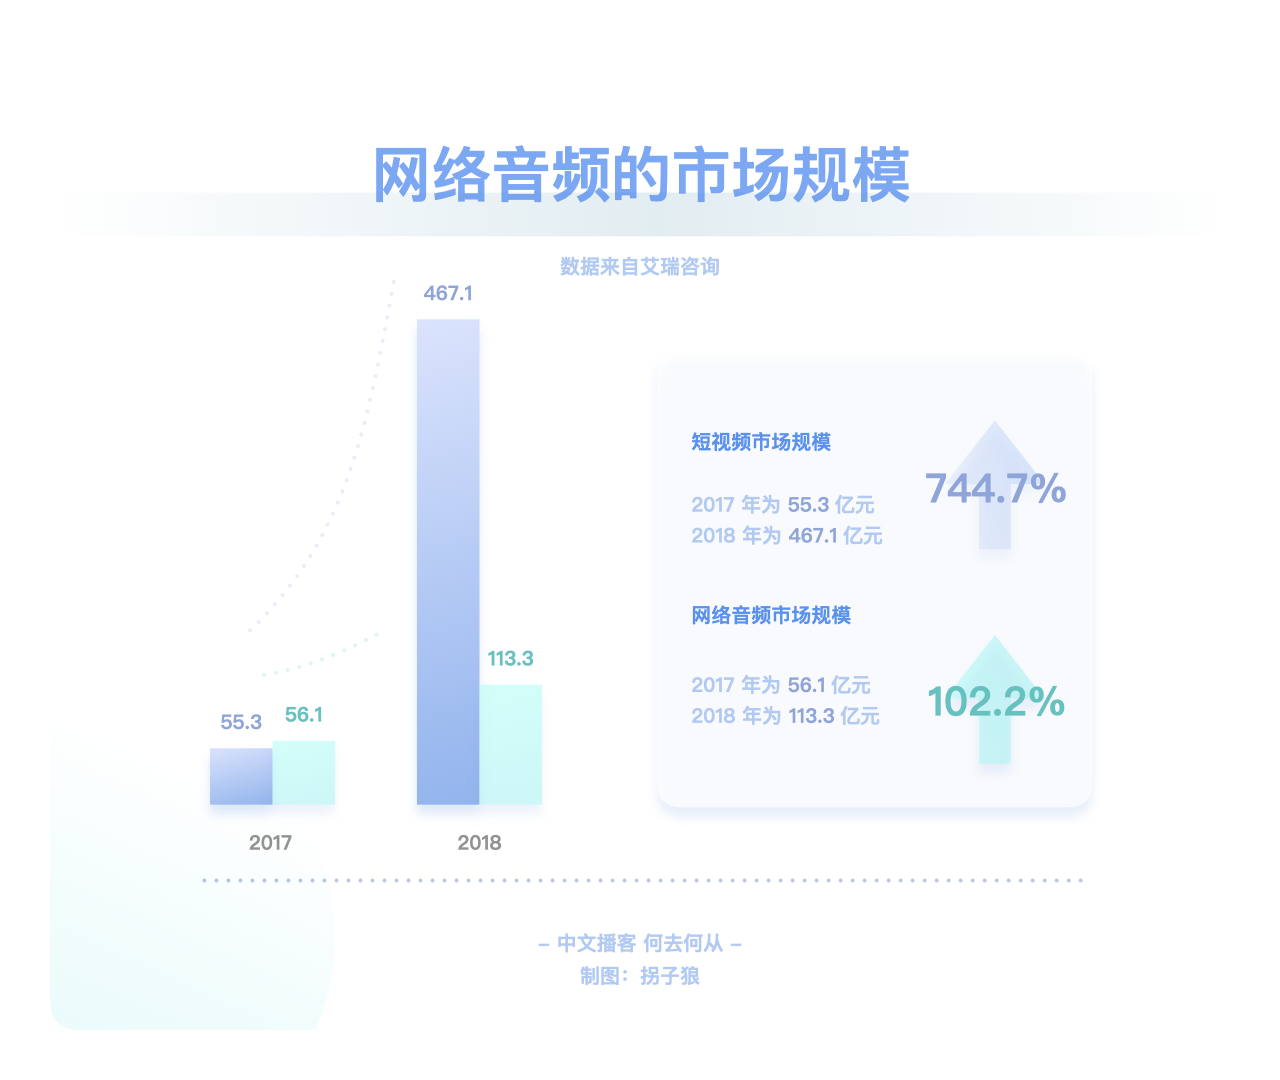 网络音频的市场规模
数据来自艾瑞咨询
467.1
113.3
55.3
56.1
2017
2018
短视频市场规模
2017 年为 55.3 亿元
2018 年为 467.1 亿元
744.7%
网络音频市场规模
2017 年为 56.1 亿元
2018 年为 113.3 亿元
102.2%
– 中文播客 何去何从 –
制图：拐子狼